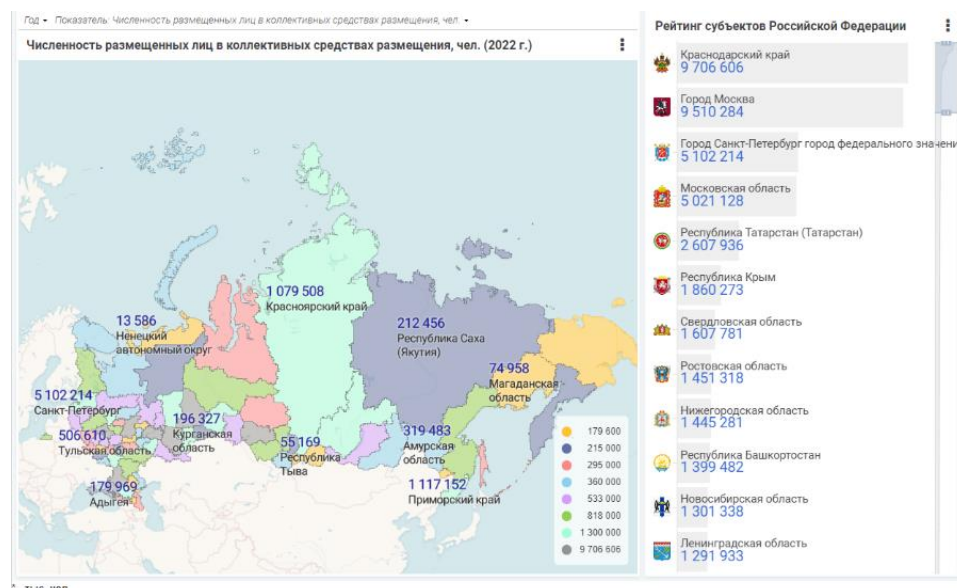 Год ▾ Показатель: Численность размещенных лиц в коллективных средствах размещения, чел. ▾
Численность размещенных лиц в коллективных средствах размещения, чел. (2022 г.)
1 079 508
Красноярский край
13 586
Ненецкий
автономный округ
212 456
Республика Саха
(Якутия)
74 958
Магаданская
область
5 102 214
Санкт-Петербург
506 610
Тульская область
196 327
Курганская
область
55 169
Республика
Тыва
319 483
Амурская
область
179 969
Адыгея
1 117 152
Приморский край
179 600
215 000
295 000
360 000
533 000
818 000
1 300 000
9 706 606
Рейтинг субъектов Российской Федерации
Краснодарский край
9 706 606
Город Москва
9 510 284
Город Санкт-Петербург город федерального значени
5 102 214
Московская область
5 021 128
Республика Татарстан (Татарстан)
2 607 936
Республика Крым
1 860 273
Свердловская область
1 607 781
Ростовская область
1 451 318
Нижегородская область
1 445 281
Республика Башкортостан
1 399 482
Новосибирская область
1 301 338
Ленинградская область
1 291 933